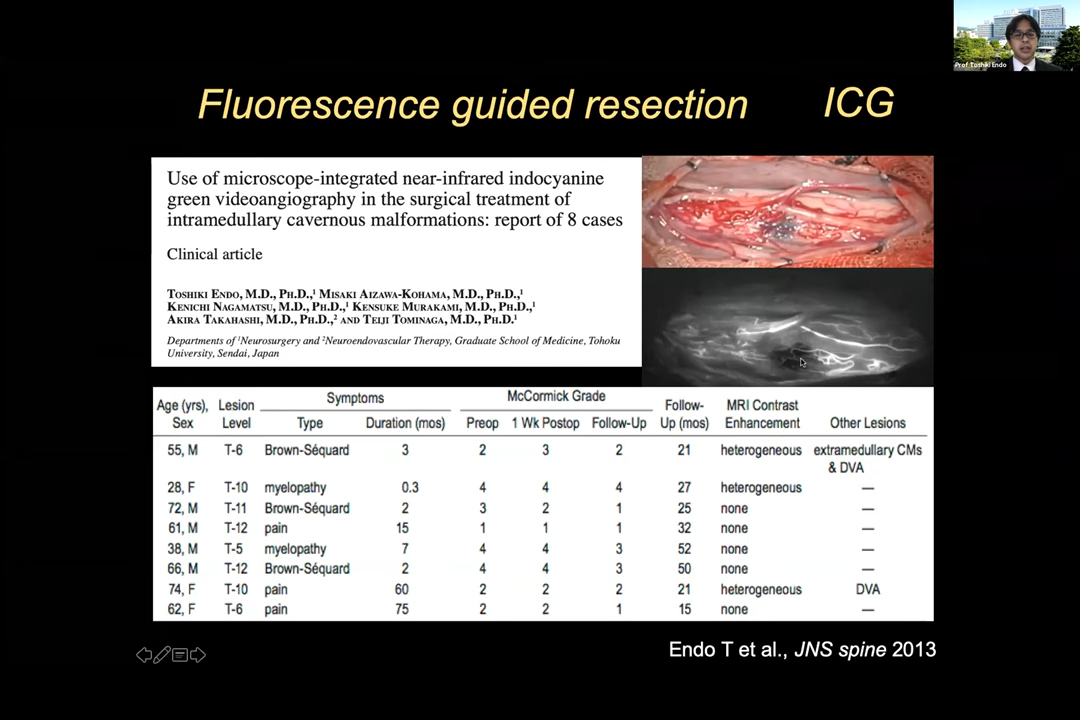 Prof Toshiki Endo
Fluorescence guided resection ICG
Use of microscope-integrated near-infrared indocyanine
green videoangiography in the surgical treatment of
intramedullary cavernous malformations: report of 8 cases
Clinical article
Toshiki Endo, M.D., Ph.D.,1 Misaki Aizawa-Kohama, M.D., Ph.D.,1
Kenichi Nagamatsu, M.D., Ph.D.,1 Kensuke Murakami, M.D., Ph.D.,1
Akira Takahashi, M.D., Ph.D.,2 and Teiji Tominaga, M.D., Ph.D.1
Departments of 1Neurosurgery and 2Neuroendovascular Therapy, Graduate School of Medicine, Tohoku
University, Sendai, Japan
Symptoms McCormick Grade
Age (yrs), Lesion Follow- MRI Contrast
Sex Level Type Duration (mos) Preop 1 Wk Postop Follow-Up Up (mos) Enhancement Other Lesions
55, M T-6 Brown-Séquard 3 2 3 2 21 heterogeneous extramedullary CMs
& DVA
28, F T-10 myelopathy 0.3 4 4 4 27 heterogeneous —
72, M T-11 Brown-Séquard 2 3 2 1 25 none —
61, M T-12 pain 15 1 1 1 32 none —
38, M T-5 myelopathy 7 4 4 3 52 none —
66, M T-12 Brown-Séquard 2 4 4 3 50 none —
74, F T-10 pain 60 2 2 2 21 heterogeneous DVA
62, F T-6 pain 75 2 2 1 15 none —
Endo T et al., JNS spine 2013